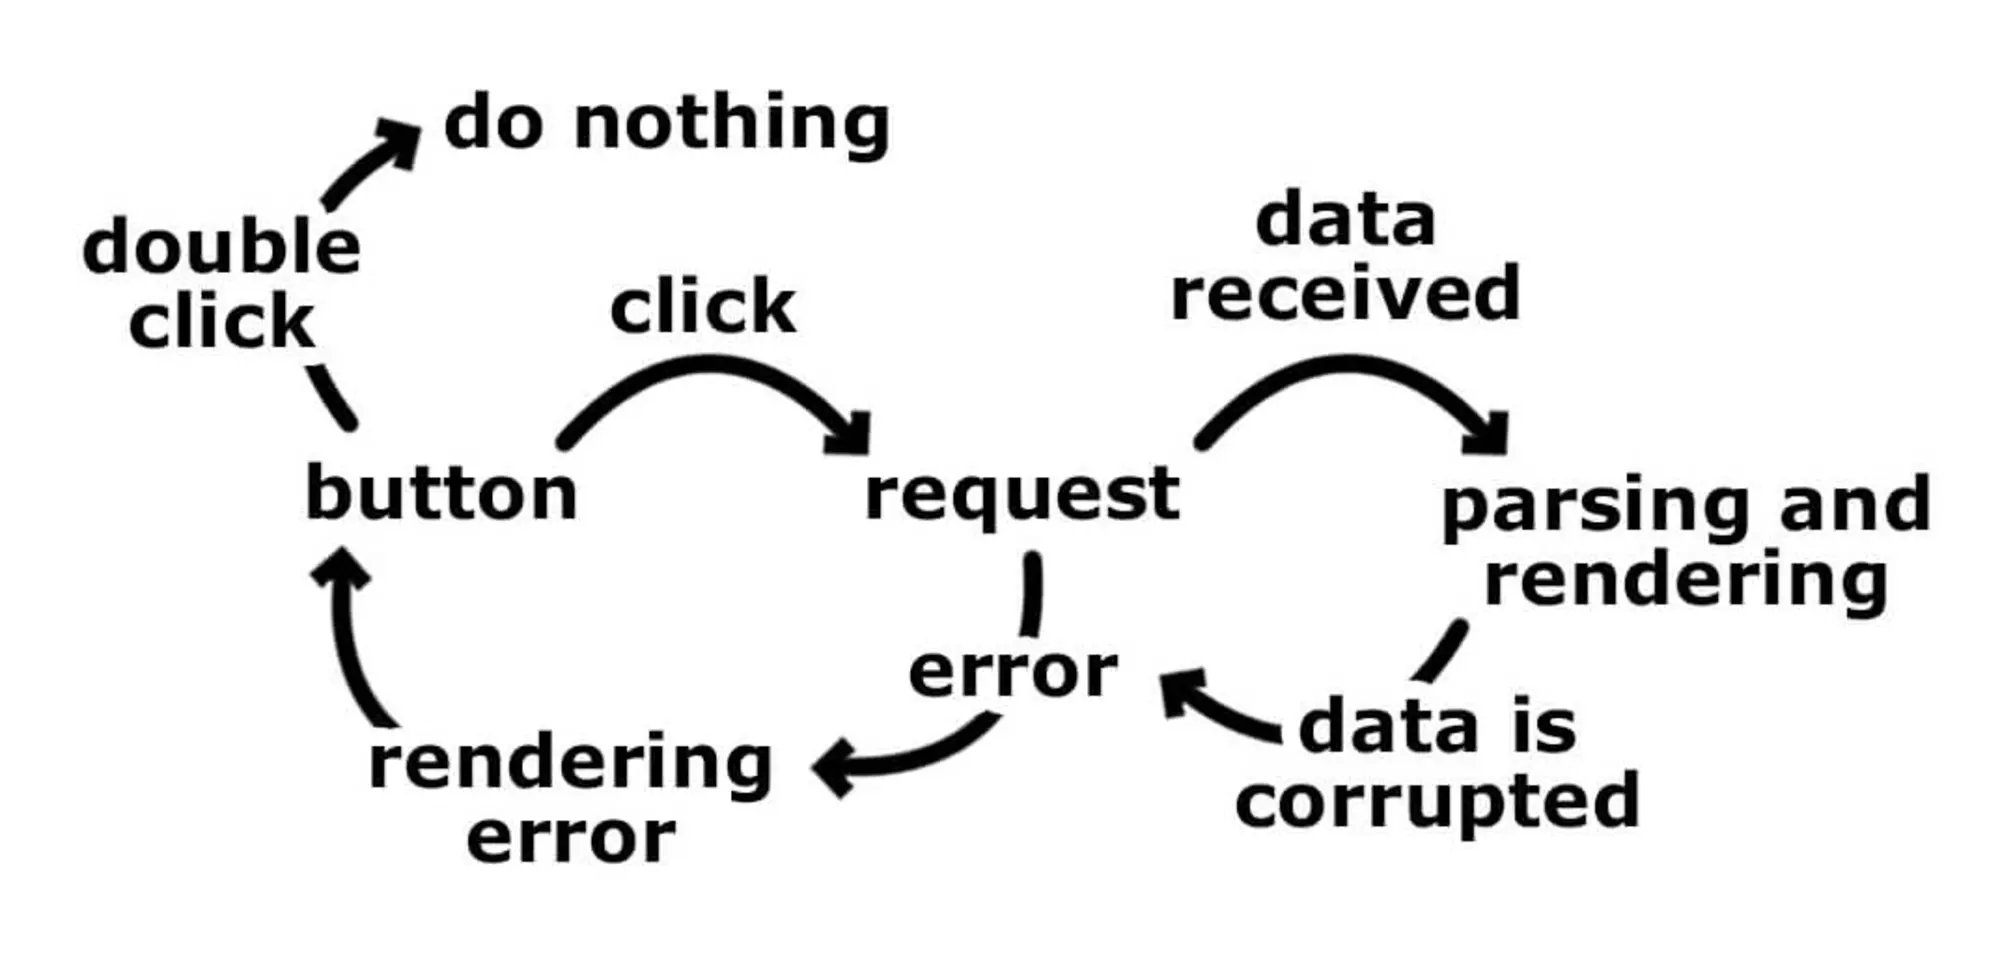 do nothing
double
click
click
data
received
button
request
parsing and
rendering
error
data is
corrupted
rendering
error